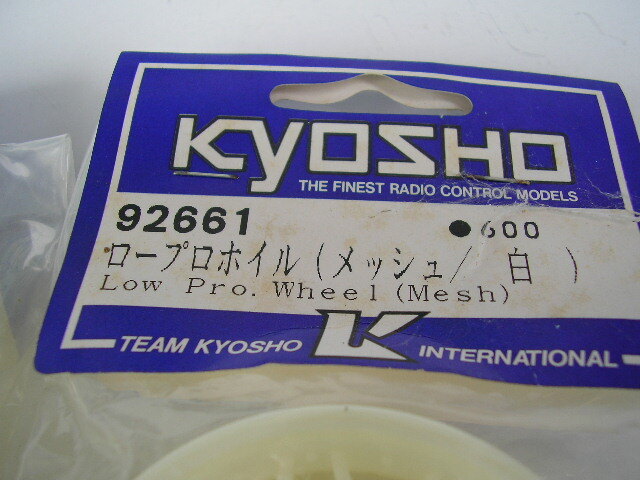 KYOSHO
THE FINEST RADIO CONTROL MODELS
92661 ●600
ロープロホイル(メッシュ/ 白 )
Low Pro. Wheel(Mesh)
TEAM KYOSHO K INTERNATIONAL